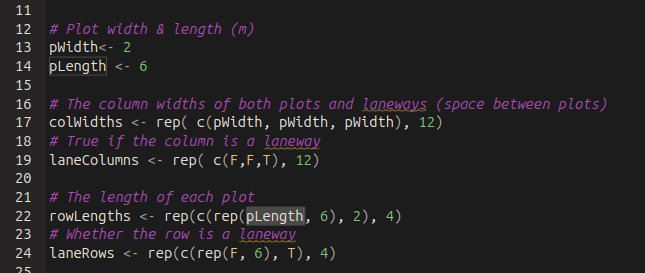 11
12 # Plot width & length (m)
13 pWidth<- 2
14 pLength <- 6
15
16 # The column widths of both plots and laneways (space between plots)
17 colWidths <- rep( c(pWidth, pWidth, pWidth), 12)
18 # True if the column is a laneway
19 laneColumns <- rep( c(F,F,T), 12)
20
21 # The length of each plot
22 rowLengths <- rep(c(rep(pLength, 6), 2), 4)
23 # Whether the row is a laneway
24 laneRows <- rep(c(rep(F, 6), T), 4)
25